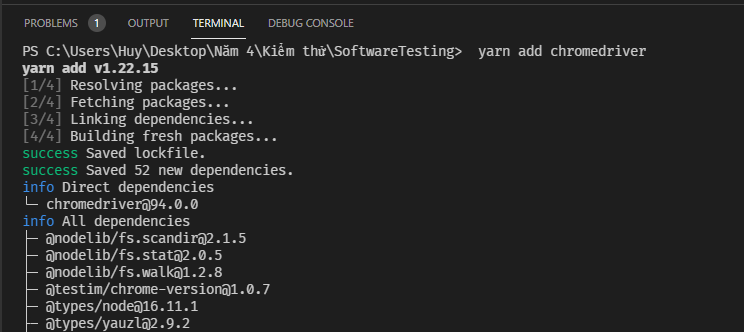 PROBLEMS 1 OUTPUT TERMINAL DEBUG CONSOLE
PS C:\Users\Huy\Desktop\Năm 4\Kiểm thử\SoftwareTesting>  yarn add chromedriver
yarn add v1.22.15
[1/4] Resolving packages...
[2/4] Fetching packages...
[3/4] Linking dependencies...
[4/4] Building fresh packages...
success Saved lockfile.
success Saved 52 new dependencies.
info Direct dependencies
└─ chromedriver@94.0.0
info All dependencies
├─ @nodelib/fs.scandir@2.1.5
├─ @nodelib/fs.stat@2.0.5
├─ @nodelib/fs.walk@1.2.8
├─ @testim/chrome-version@1.0.7
├─ @types/node@16.11.1
├─ @types/yauzl@2.9.2